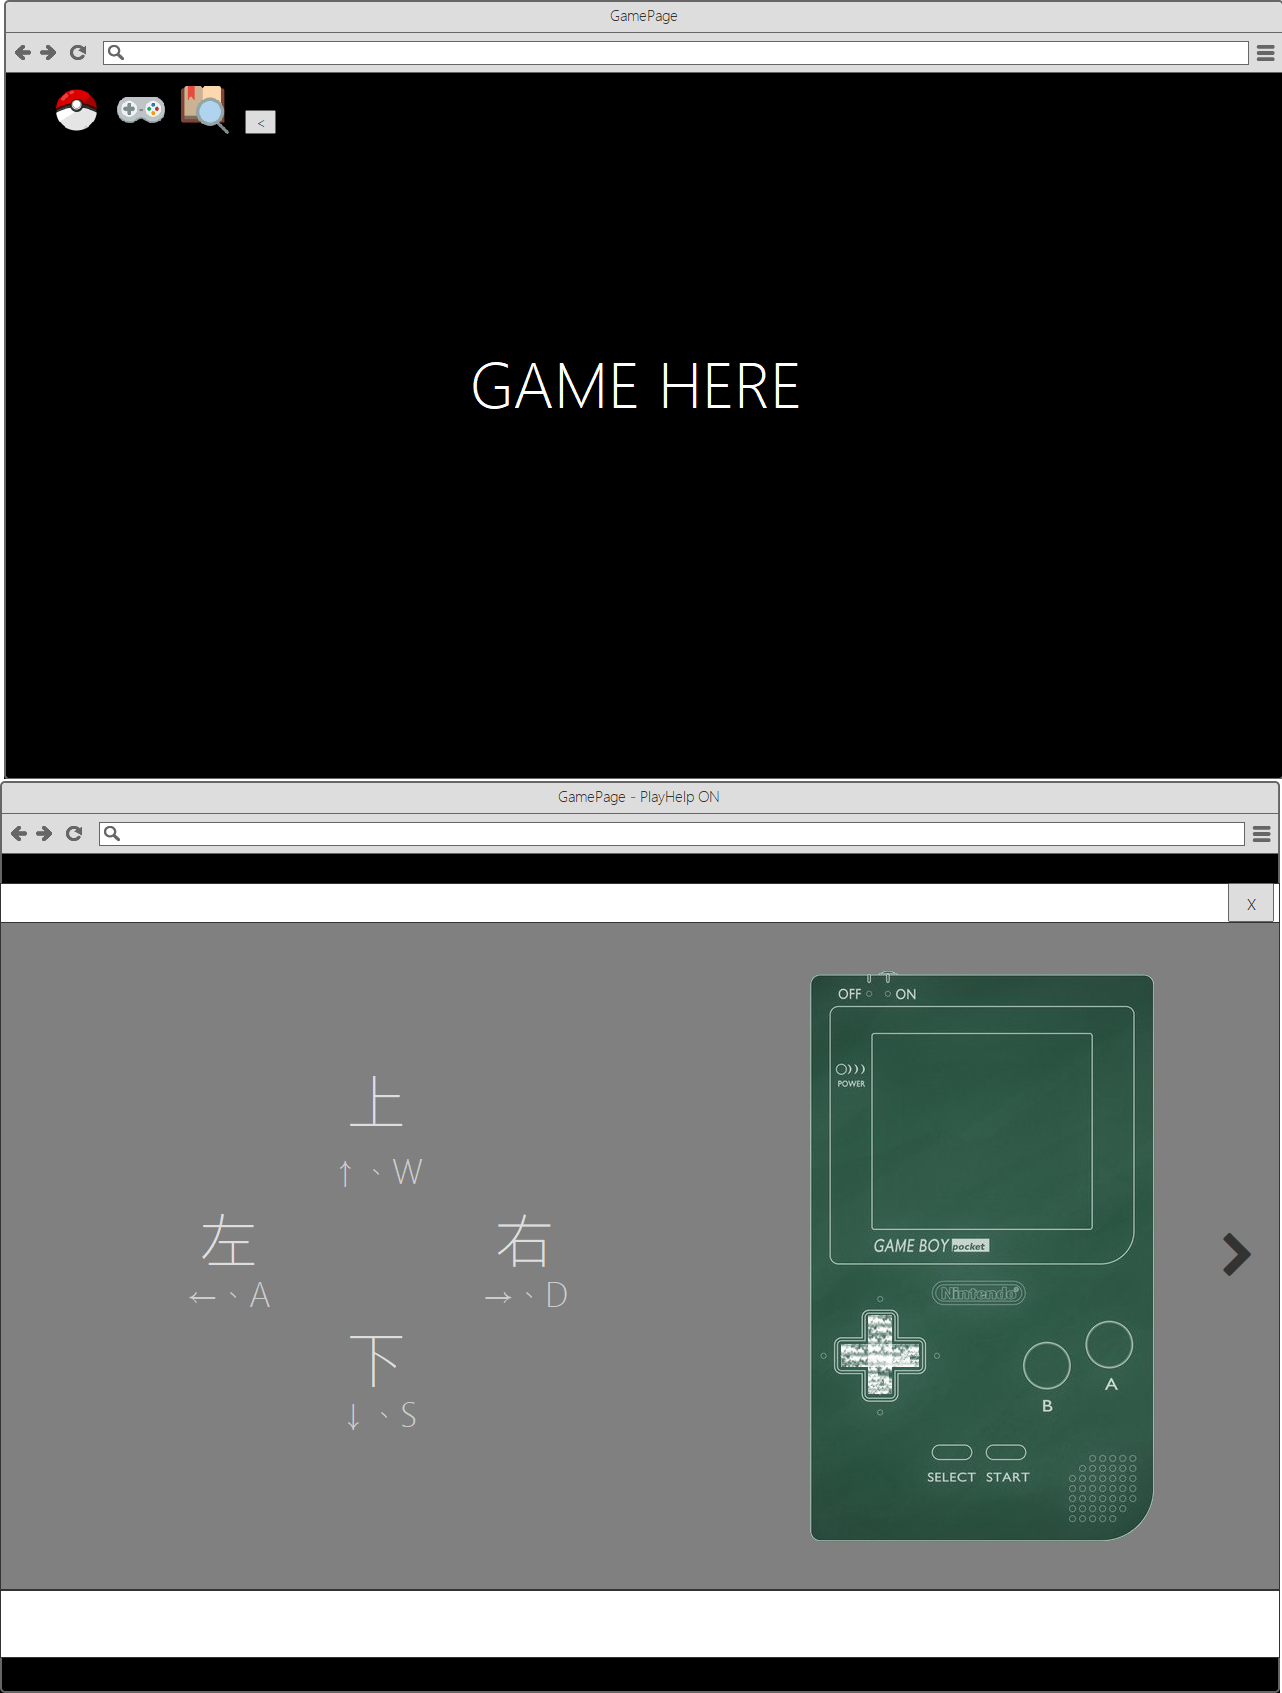 GamePage
<
GAME HERE
GamePage - PlayHelp ON
X
OFF ON
POWER
上
↑、W
左 右
←、A →、D
下
↓、S
GAME BOY pocket
Nintendo®
A
B
SELECT START